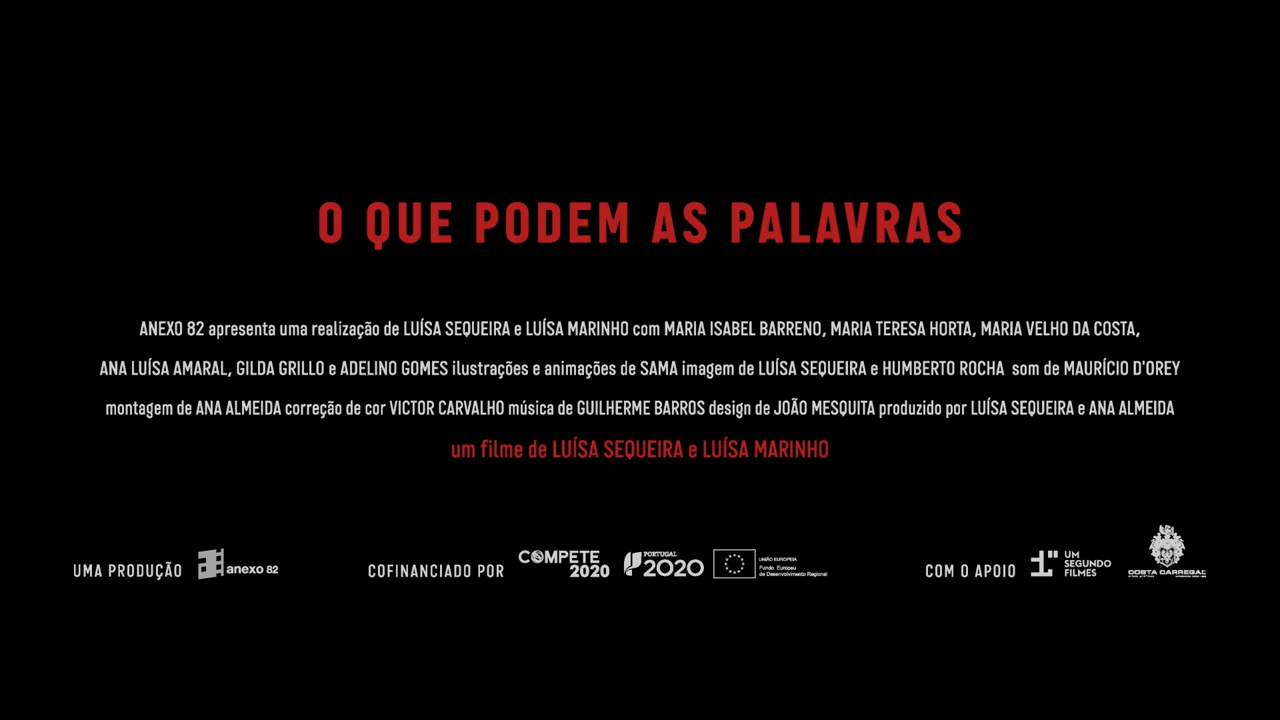 O QUE PODEM AS PALAVRAS
ANEXO 82 apresenta uma realização de LUÍSA SEQUEIRA e LUÍSA MARINHO com MARIA ISABEL BARRENO, MARIA TERESA HORTA, MARIA VELHO DA COSTA,
ANA LUÍSA AMARAL, GILDA GRILLO e ADELINO GOMES ilustrações e animações de SAMA imagem de LUÍSA SEQUEIRA e HUMBERTO ROCHA som de MAURÍCIO D'OREY
montagem de ANA ALMEIDA correção de cor VICTOR CARVALHO música de GUILHERME BARROS design de JOÃO MESQUITA produzido por LUÍSA SEQUEIRA e ANA ALMEIDA
um filme de LUÍSA SEQUEIRA e LUÍSA MARINHO
UMA PRODUÇÃO
anexo 82
COFINANCIADO POR
COMPETE
2020
PORTUGAL
2020
UNIÃO EUROPEIA
Fundo Europeu
de Desenvolvimento Regional
COM O APOIO
UM
SEGUNDO
FILMES
COSTA CARREGAL